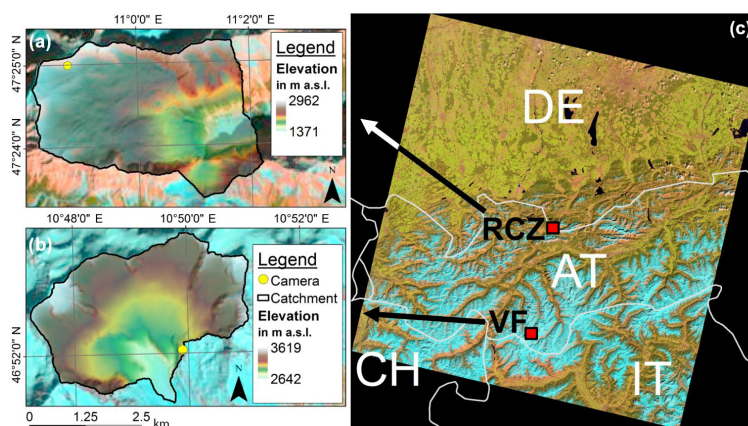 11°0'0" E
11°2'0" E
(a)
47°25'0" N
47°24'0" N
Legend
Elevation
in m a.s.l.
2962
1371
N
10°48'0" E
10°50'0" E
10°52'0" E
(b)
46°52'0" N
Legend
Camera
Catchment
Elevation
in m a.s.l.
3619
2642
N
0
1.25
2.5
km
(c)
DE
RCZ
AT
VF
CH
IT